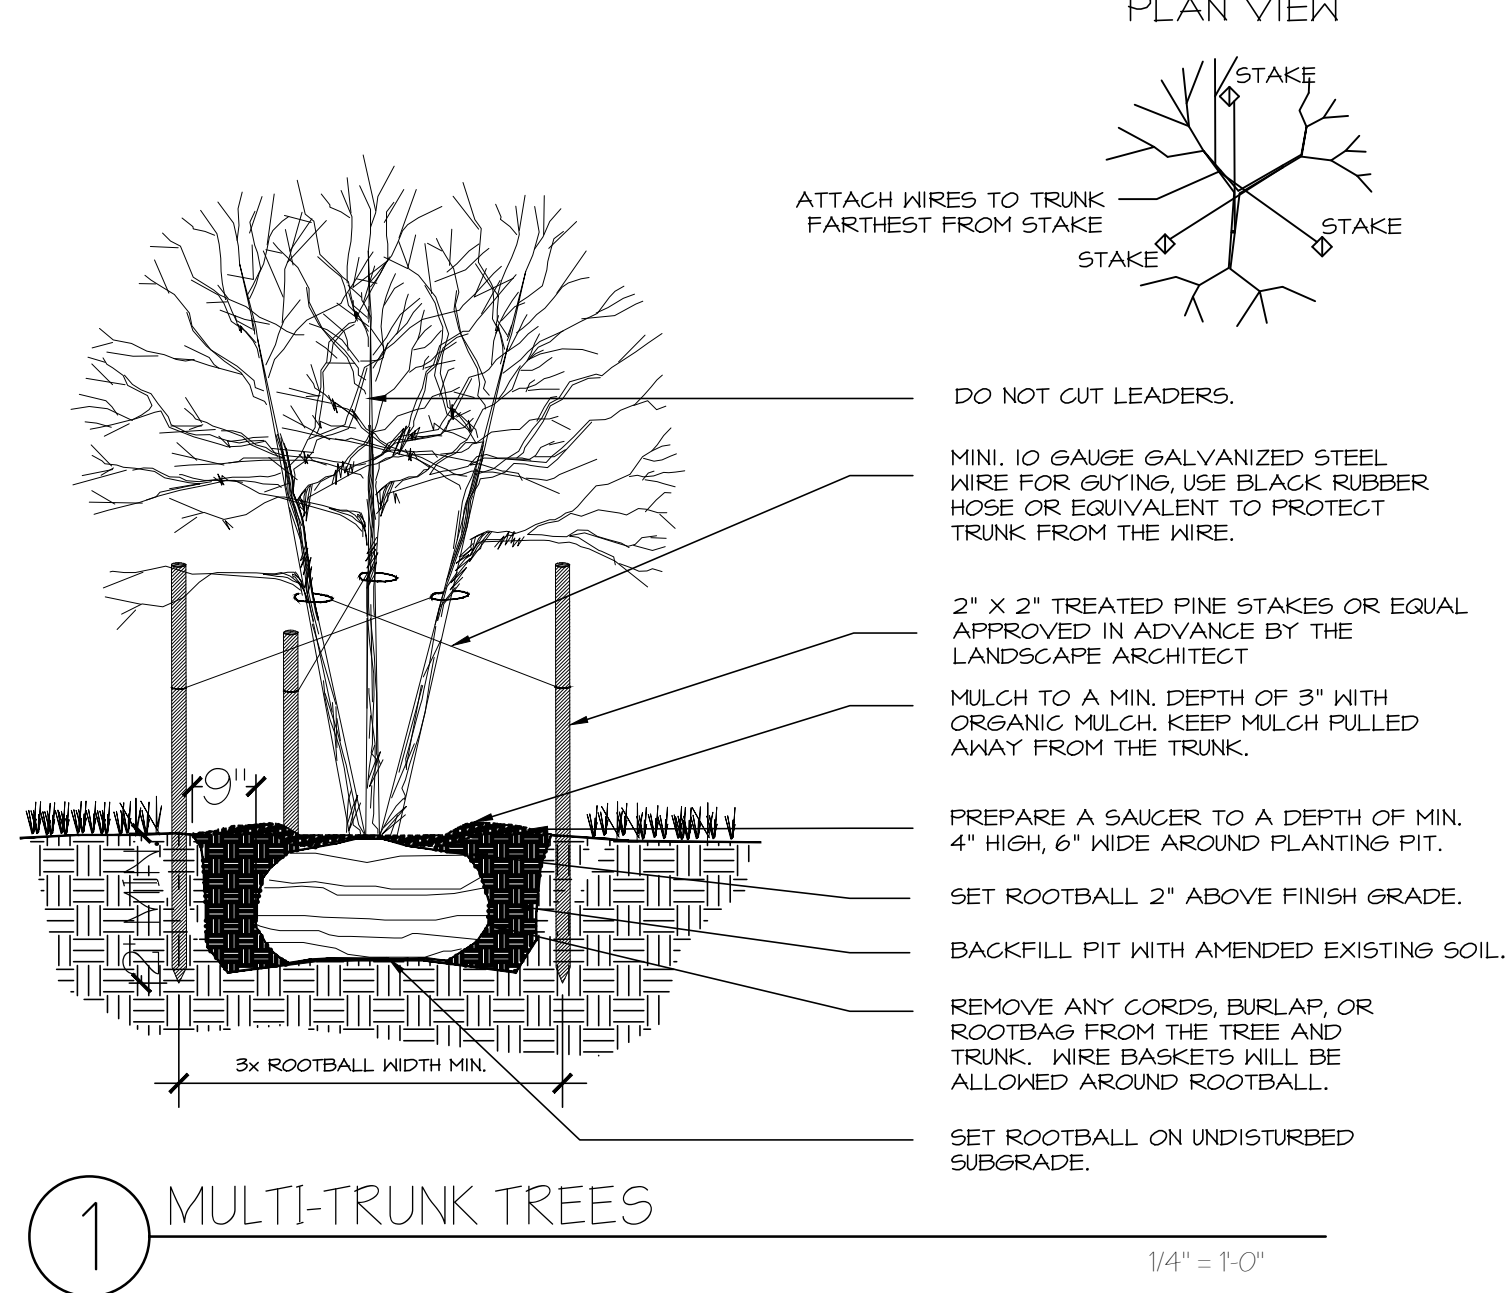 PLAN VIEW
STAKE
ATTACH WIRES TO TRUNK
FARTHEST FROM STAKE
STAKE
STAKE
DO NOT CUT LEADERS.
MINI. 10 GAUGE GALVANIZED STEEL
WIRE FOR GUYING, USE BLACK RUBBER
HOSE OR EQUIVALENT TO PROTECT
TRUNK FROM THE WIRE.
2" X 2" TREATED PINE STAKES OR EQUAL
APPROVED IN ADVANCE BY THE
LANDSCAPE ARCHITECT
MULCH TO A MIN. DEPTH OF 3" WITH
ORGANIC MULCH. KEEP MULCH PULLED
AWAY FROM THE TRUNK.
9"
PREPARE A SAUCER TO A DEPTH OF MIN.
4" HIGH, 6" WIDE AROUND PLANTING PIT.
SET ROOTBALL 2" ABOVE FINISH GRADE.
BACKFILL PIT WITH AMENDED EXISTING SOIL.
REMOVE ANY CORDS, BURLAP, OR
ROOTBAG FROM THE TREE AND
TRUNK.  WIRE BASKETS WILL BE
ALLOWED AROUND ROOTBALL.
3x ROOTBALL WIDTH MIN.
SET ROOTBALL ON UNDISTURBED
SUBGRADE.
1
MULTI-TRUNK TREES
1/4" = 1'-0"